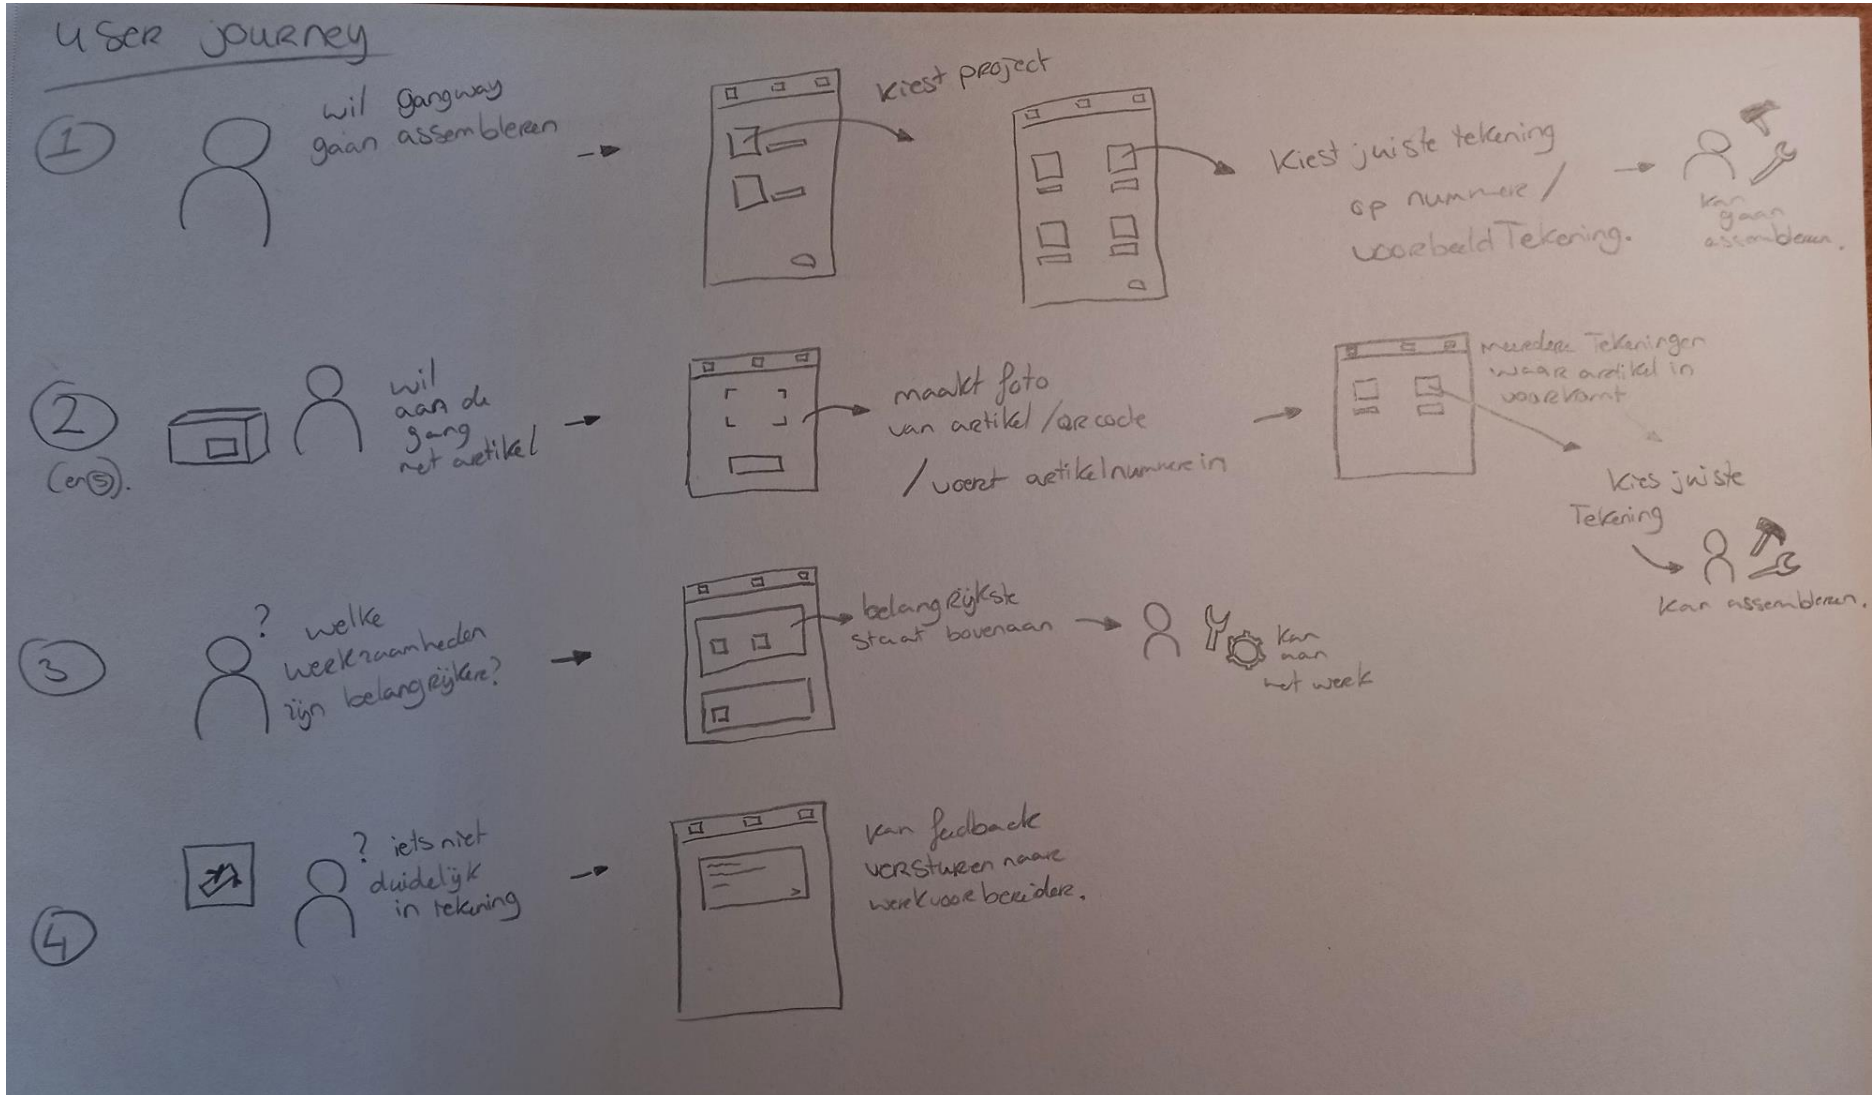 user journey
1
wil gangway
gaan assembleren
kiest project
kiest juiste tekening
op nummer /
voorbeeld Tekening.
kan
gaan
assembleren.
2
(en 5).
wil
aan de
gang
met artikel
maakt foto
van artikel / QR code
/ voert artikelnummer in
meerdere Tekeningen
waar artikel in
voorkomt
kies juiste
Tekening
kan assembleren.
3
?
welke
werkzaamheden
zijn belangrijker?
belangrijkste
staat bovenaan
kan
aan
het werk
4
? iets niet
duidelijk
in tekening
kan feedback
versturen naar
werkvoorbereider.